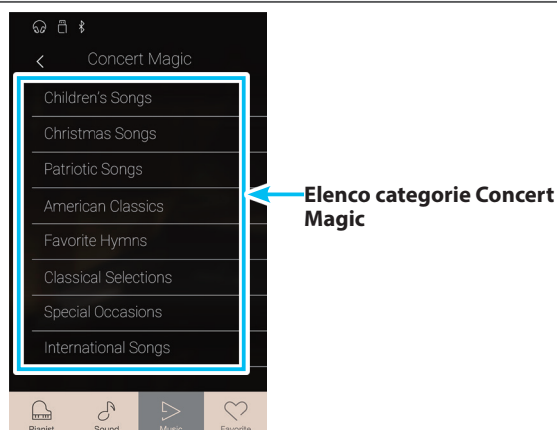 Concert Magic
Children's Songs
Christmas Songs
Patriotic Songs
American Classics
Favorite Hymns
Classical Selections
Special Occasions
International Songs
Elenco categorie Concert
Magic
Pianist Sound Music Favorite